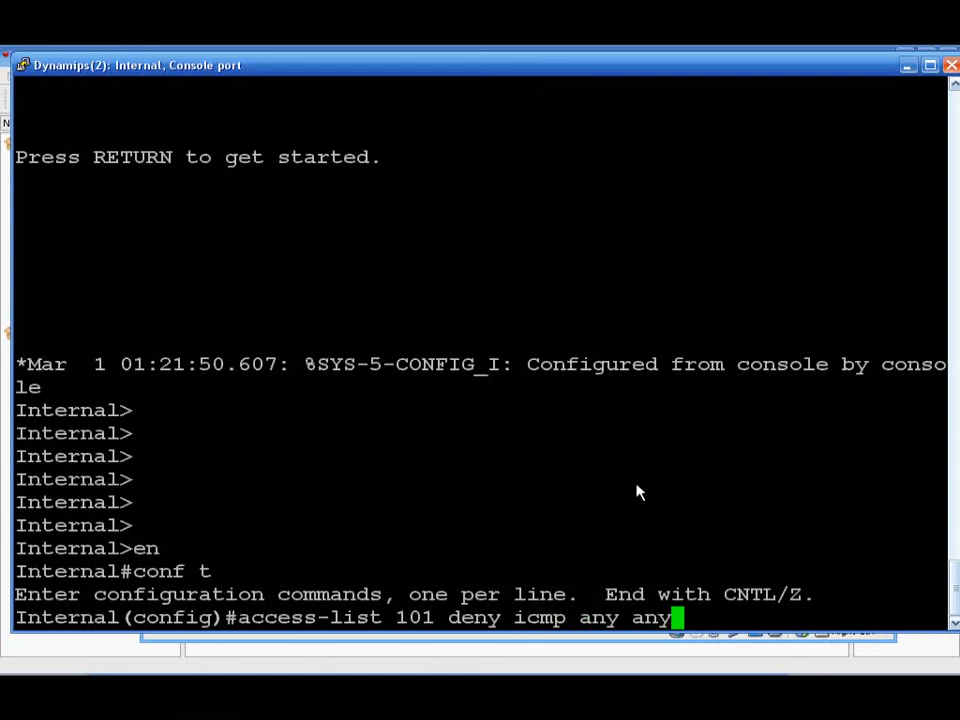 Dynamips(2): Internal, Console port
Press RETURN to get started.
*Mar  1 01:21:50.607: %SYS-5-CONFIG_I: Configured from console by conso
le
Internal>
Internal>
Internal>
Internal>
Internal>
Internal>
Internal>en
Internal#conf t
Enter configuration commands, one per line.  End with CNTL/Z.
Internal(config)#access-list 101 deny icmp any any